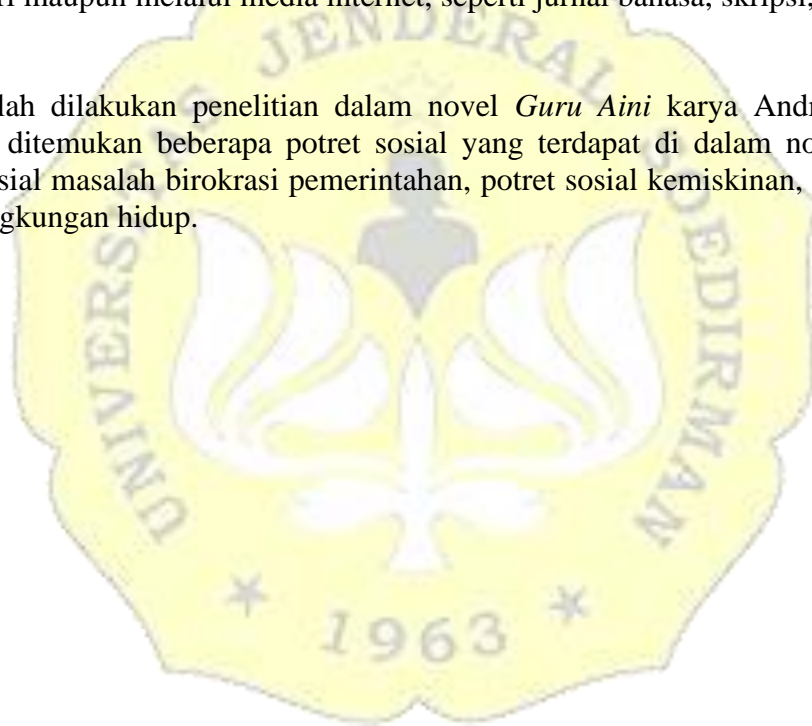 ri maupun melalui media internet, seperti jurnal bahasa, skripsi,
UNIVERSITAS JENDERAL SOEDIRMAN
lah dilakukan penelitian dalam novel Guru Aini karya Andr
ditemukan beberapa potret sosial yang terdapat di dalam no
sial masalah birokrasi pemerintahan, potret sosial kemiskinan,
gkungan hidup.
1963